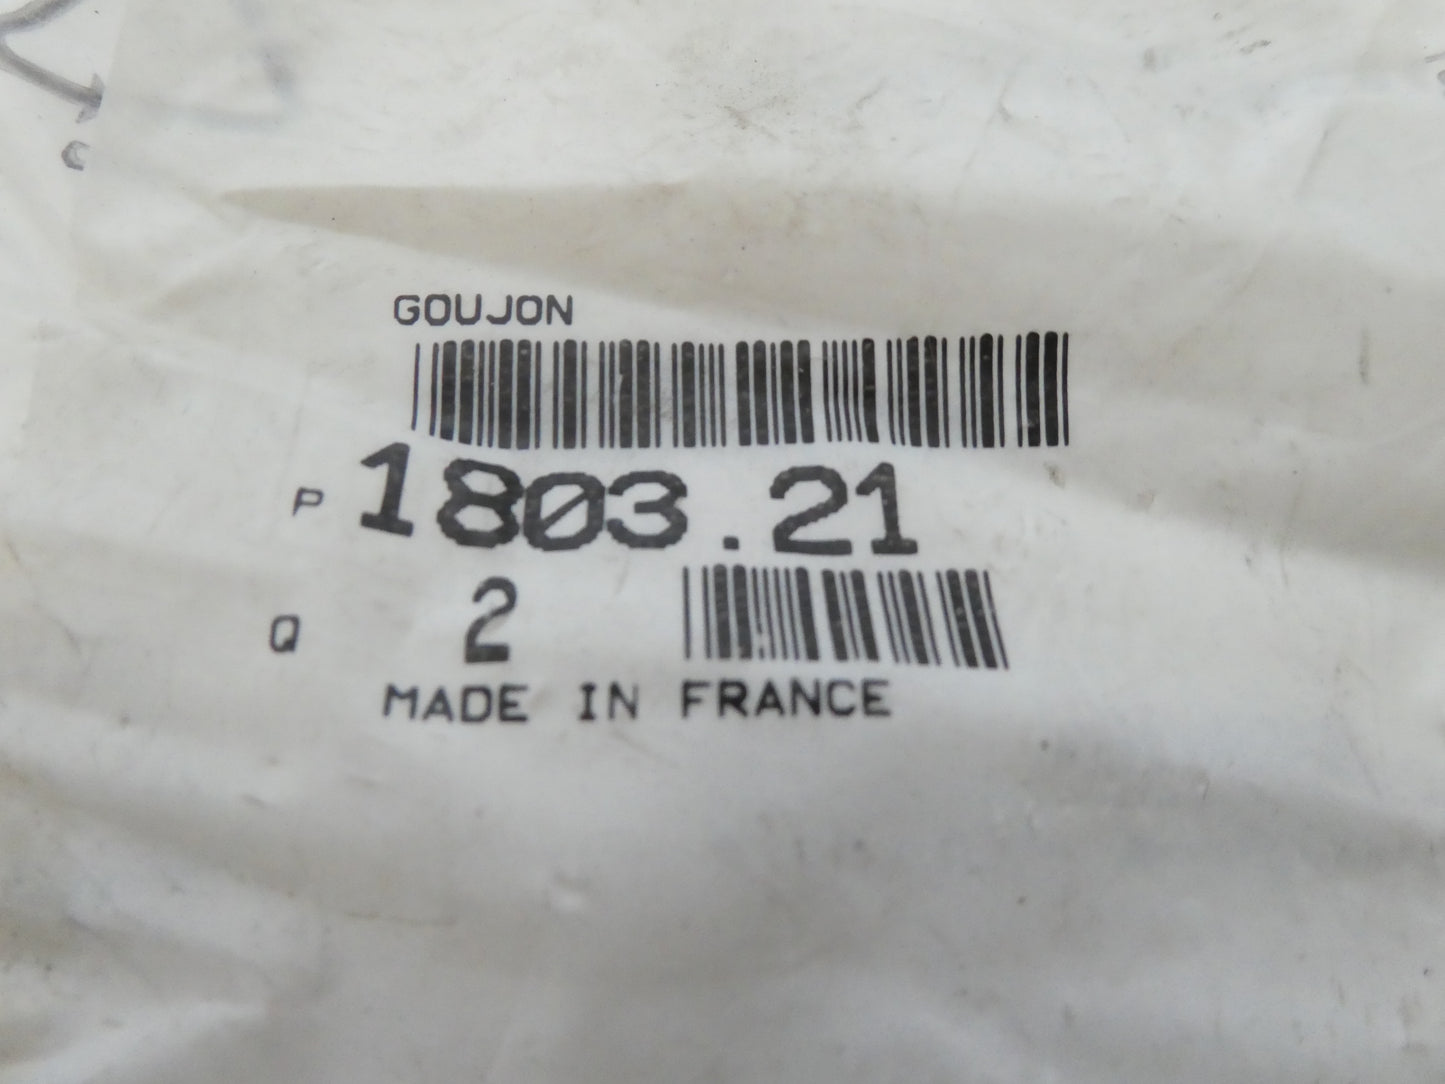 GOUJON
P 1803.21
Q 2
MADE IN FRANCE